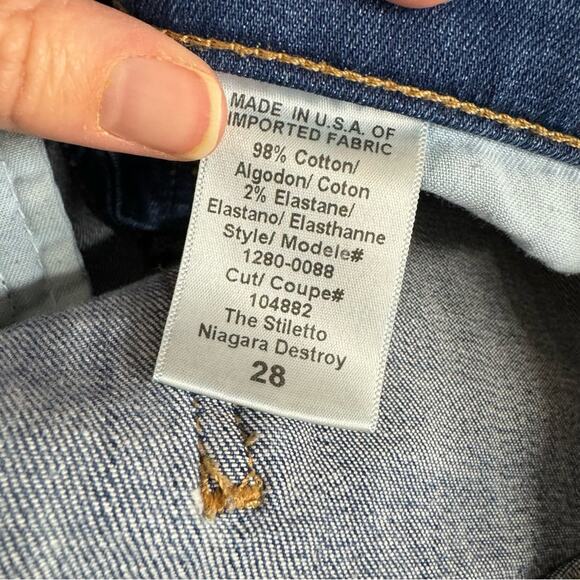 MADE IN U.S.A. OF
IMPORTED FABRIC
98% Cotton/
Algodon/ Coton
2% Elastane/
Elastano/ Elasthanne
Style/ Modele#
1280-0088
Cut/ Coupe#
104882
The Stiletto
Niagara Destroy
28